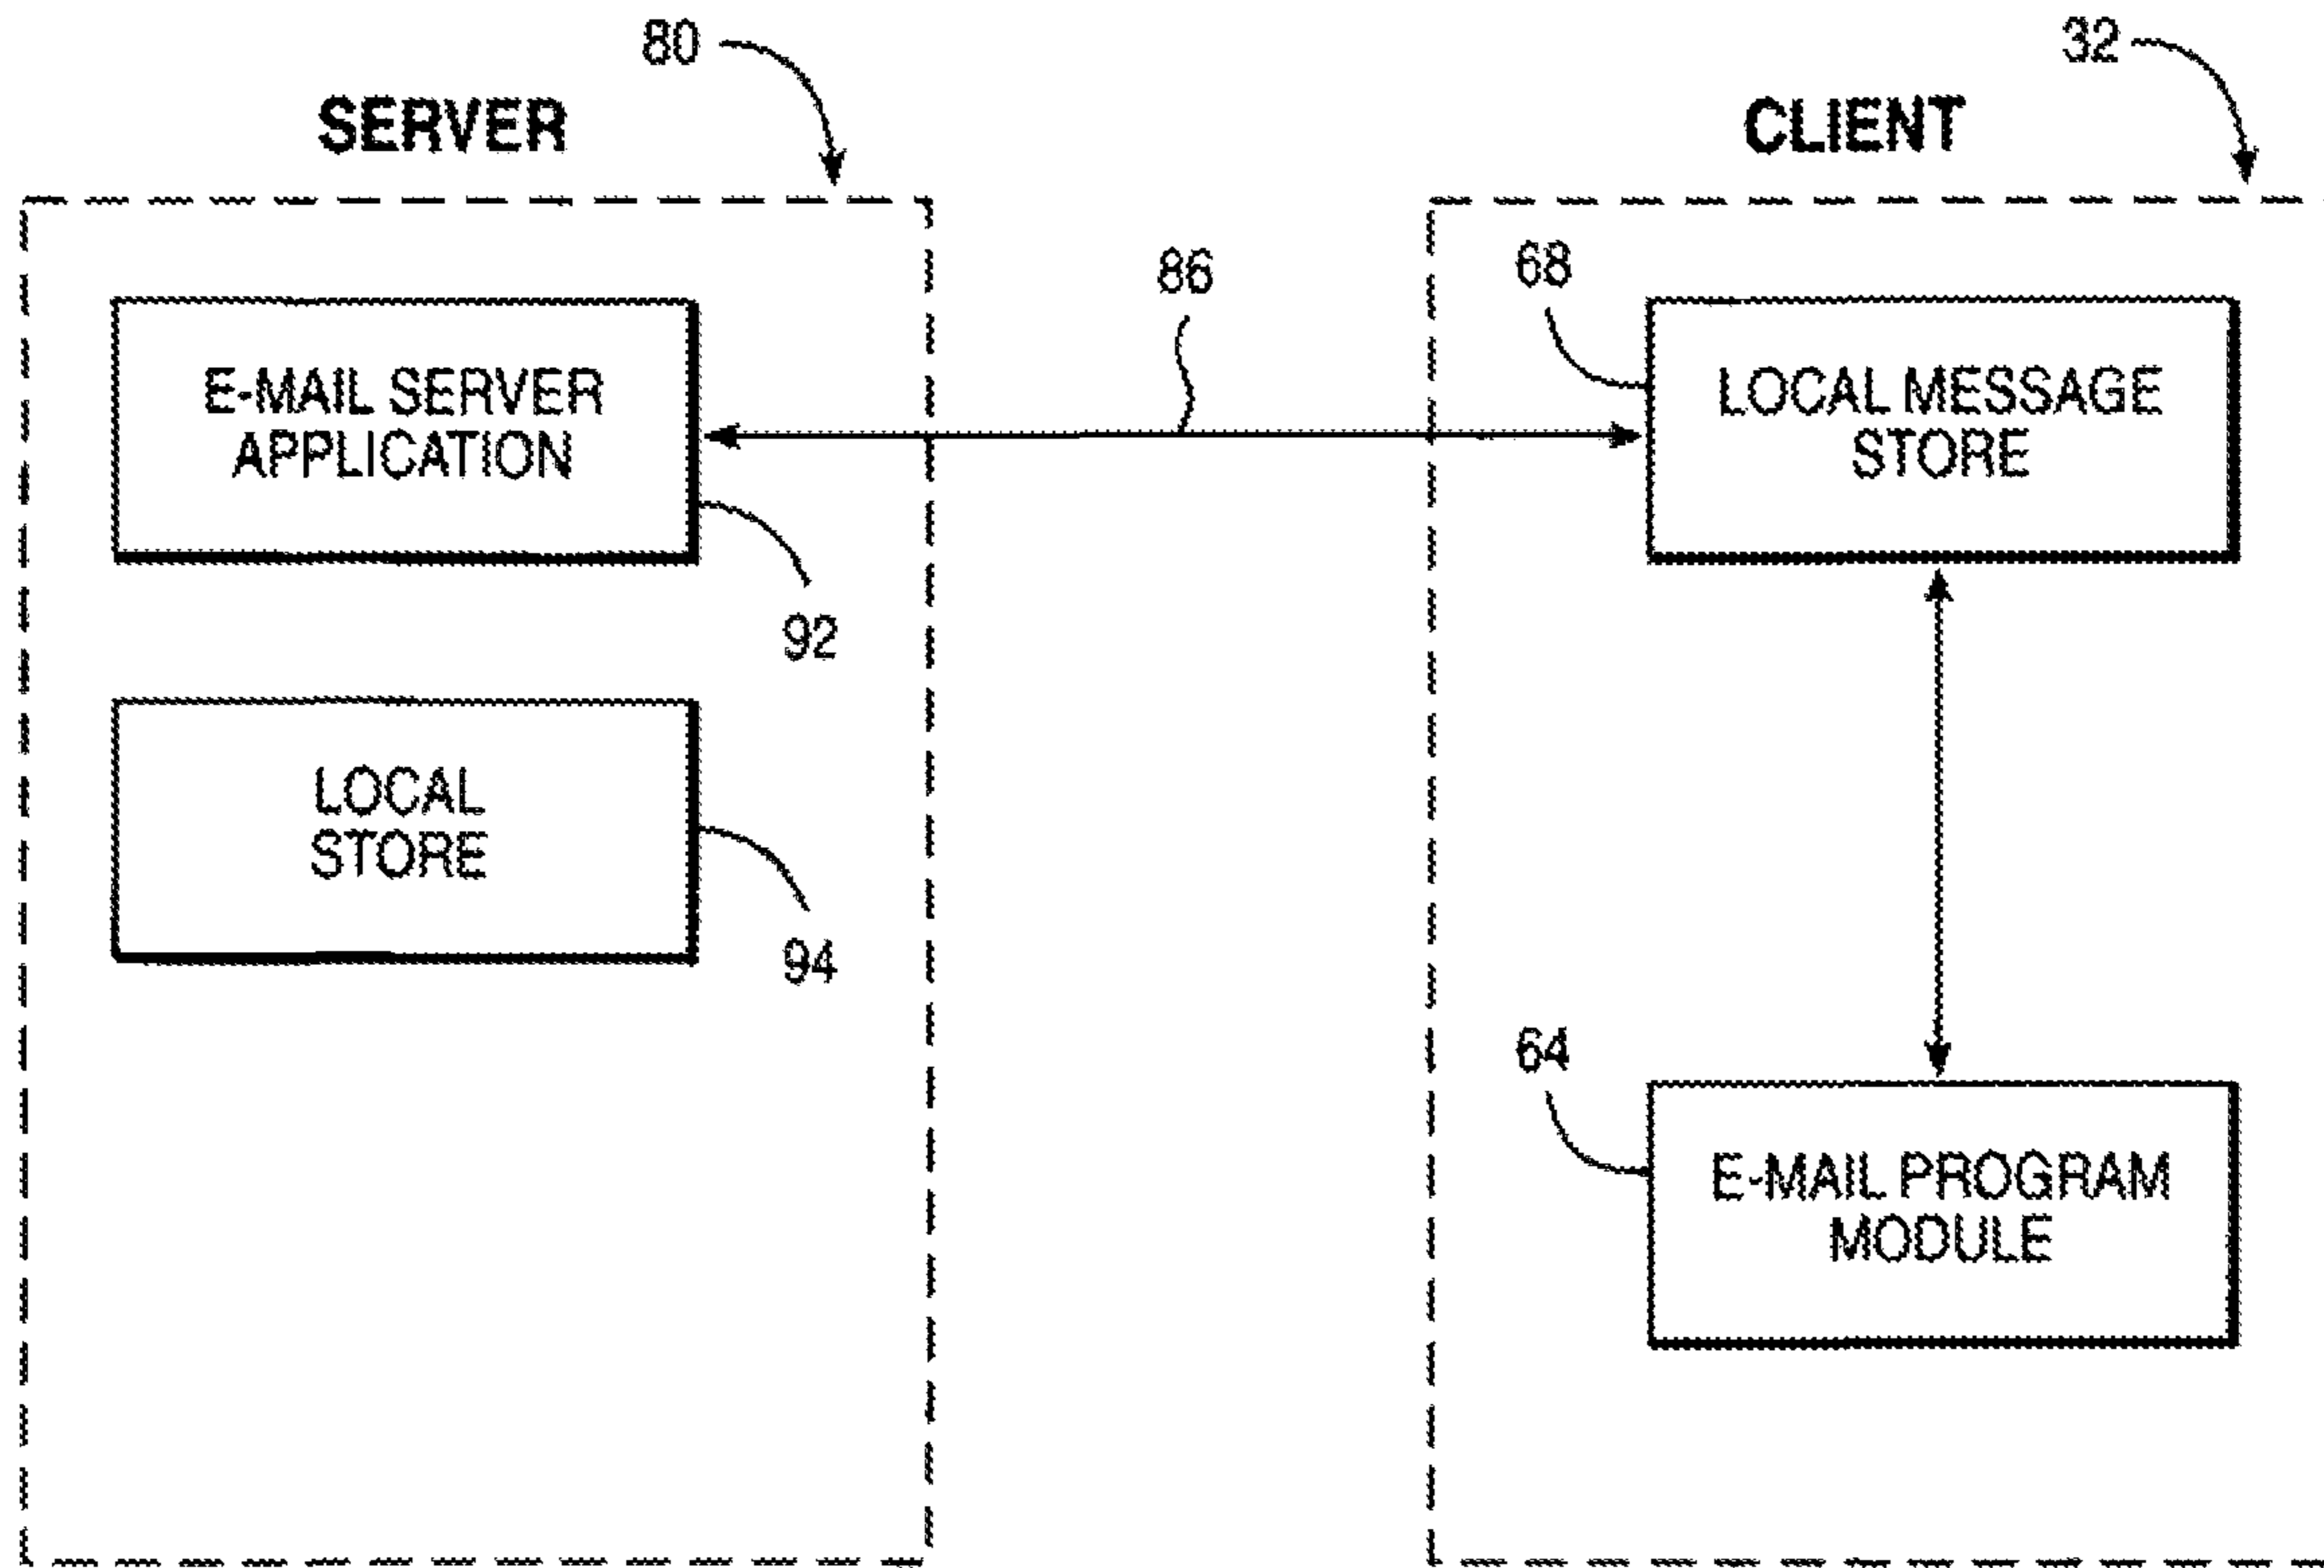 80
32
SERVER
CLIENT
86
68
E-MAIL SERVER
APPLICATION
LOCAL MESSAGE
STORE
92
LOCAL
STORE
94
64
E-MAIL PROGRAM
MODULE